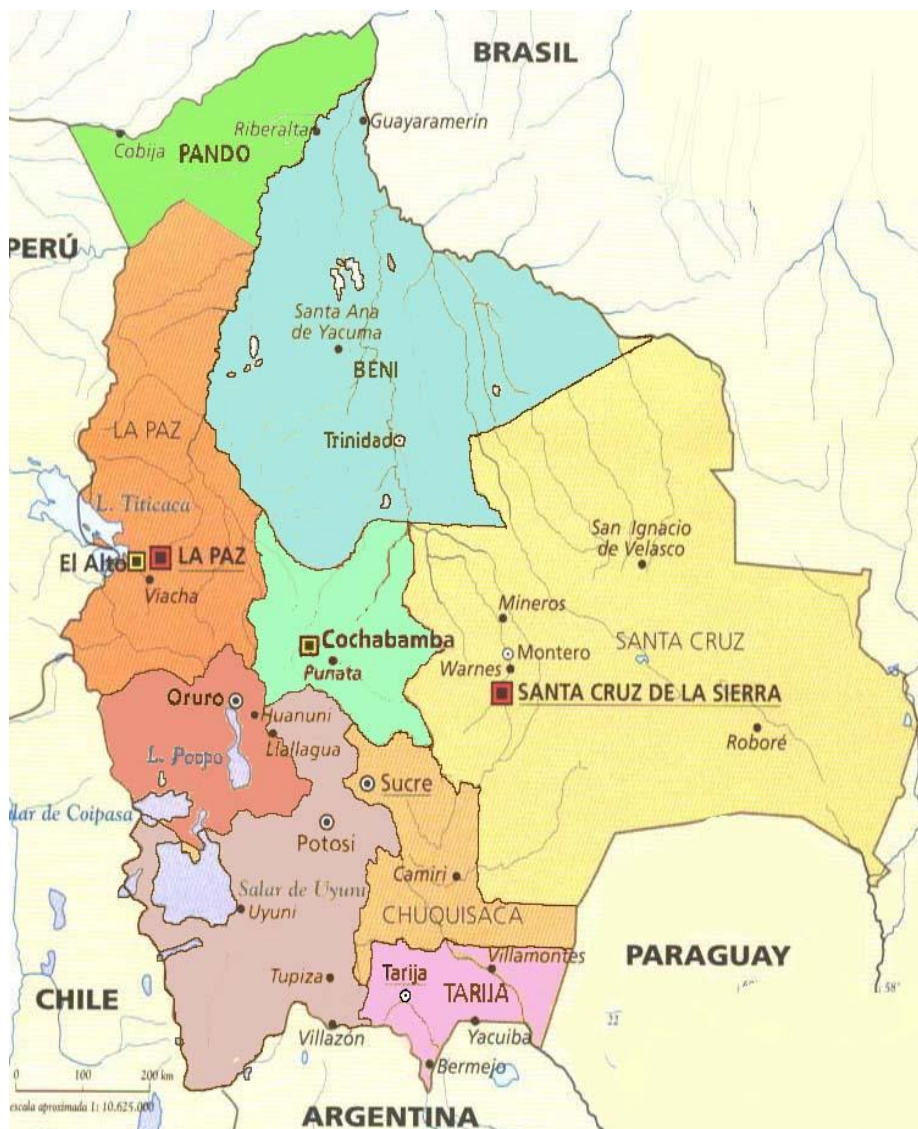 BRASIL
Guayaramerín
Riberalta
Cobija
PANDO
PERÚ
Santa Ana
de Yacuma
BENI
LA PAZ
Trinidad
L. Titicaca
San Ignacio
de Velasco
El Alto
LA PAZ
Viacha
Mineros
Cochabamba
SANTA CRUZ
Montero
Punata
Warnes
Oruro
SANTA CRUZ DE LA SIERRA
Huanuni
Llallagua
Roboré
L. Poopo
Sucre
lar de Coipasa
Potosi
Camiri
Salar de Uyuni
Uyuni
CHUQUISACA
Villamontes
PARAGUAY
Tarija
Tupiza
TARIJA
58°
CHILE
22
Villazón
Yacuiba
Bermejo
0 100 200 km
escala aproximada 1: 10.625.000
ARGENTINA